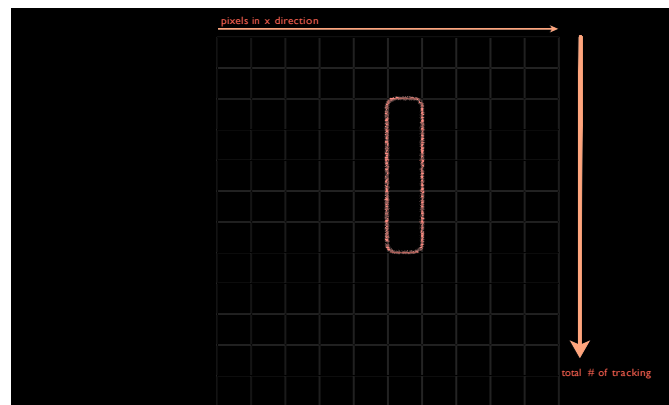 pixels in x direction
total # of tracking